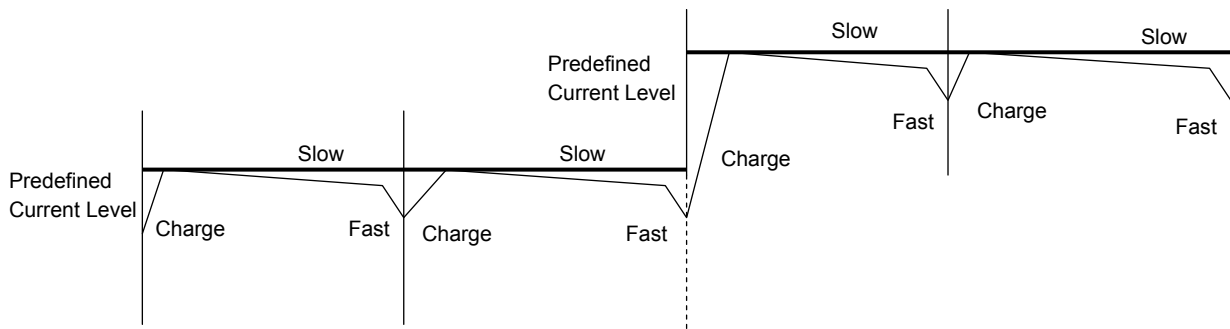 Slow
Slow
Predefined
Current Level
Fast
Charge
Fast
Charge
Slow
Slow
Predefined
Current Level
Charge
Fast
Charge
Fast